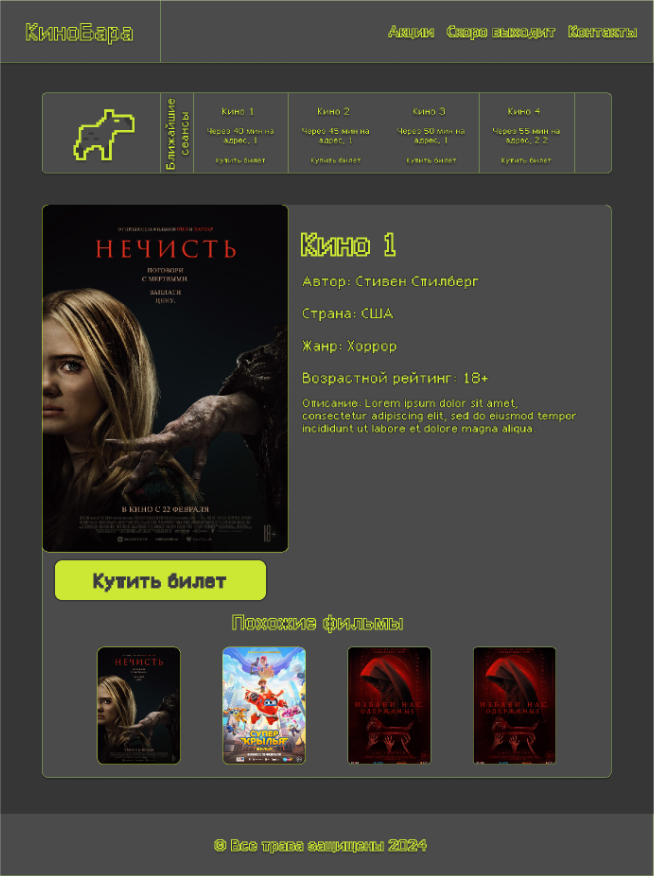 КиноБара
Акции Скоро выходит Контакты
Ближайшие
сеансы
Кино 1
Через 40 мин на
адрес, 1
Купить билет
Кино 2
Через 45 мин на
адрес, 1
Купить билет
Кино 3
Через 50 мин на
адрес, 1
Купить билет
Кино 4
Через 55 мин на
адрес, 2.2
Купить билет
НЕЧИСТЬ
ПОГОВОРИ
С МЕРТВЫМИ
ЗАПЛАТИ
ЦЕНУ.
В КИНО С 22 ФЕВРАЛЯ
18+
Кино 1
Автор: Стивен Спилберг
Страна: США
Жанр: Хоррор
Возрастной рейтинг: 18+
Описание: Lorem ipsum dolor sit amet,
consectetur adipiscing elit, sed do eiusmod tempor
incididunt ut labore et dolore magna aliqua.
Купить билет
Похожие фильмы
НЕЧИСТЬ
СУПЕР
КРЫЛЬЯ
ИЗБАВИ НАС
ОДЕРЖИМЫЕ
ИЗБАВИ НАС
ОДЕРЖИМЫЕ
© Все трава защищены 2024